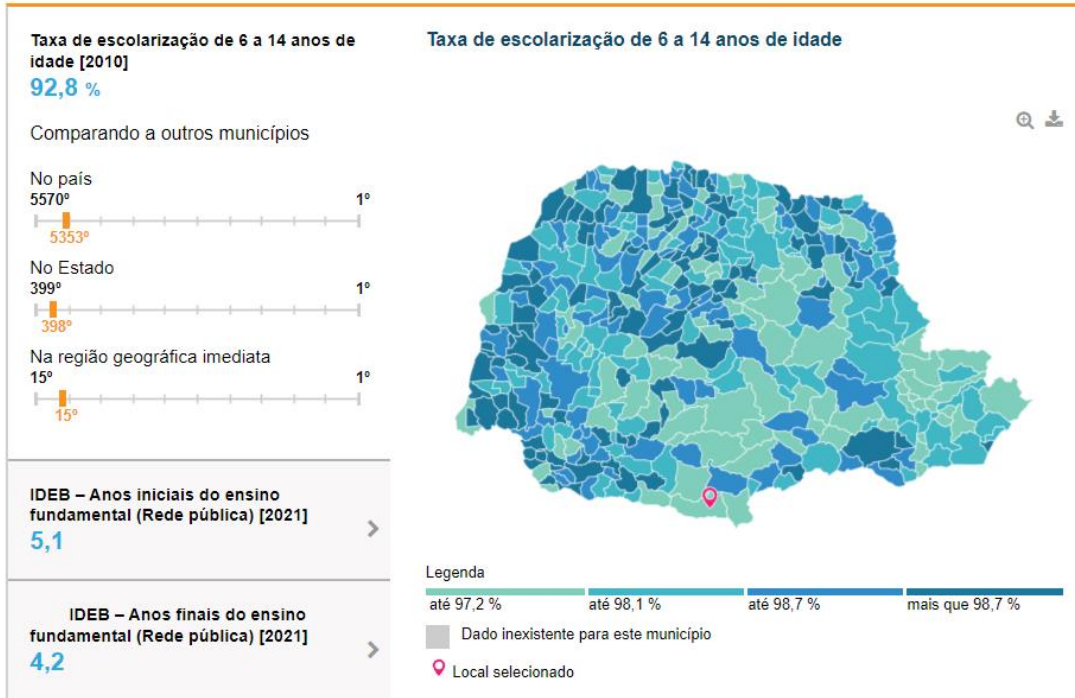 Taxa de escolarização de 6 a 14 anos de
idade [2010]
92,8 %
Comparando a outros municípios
No país
5570º 1º
5353º
No Estado
399º 1º
398º
Na região geográfica imediata
15º 1º
15º
IDEB – Anos iniciais do ensino
fundamental (Rede pública) [2021]
5,1
IDEB – Anos finais do ensino
fundamental (Rede pública) [2021]
4,2
Taxa de escolarização de 6 a 14 anos de idade
Legenda
até 97,2 % até 98,1 % até 98,7 % mais que 98,7 %
Dado inexistente para este município
Local selecionado